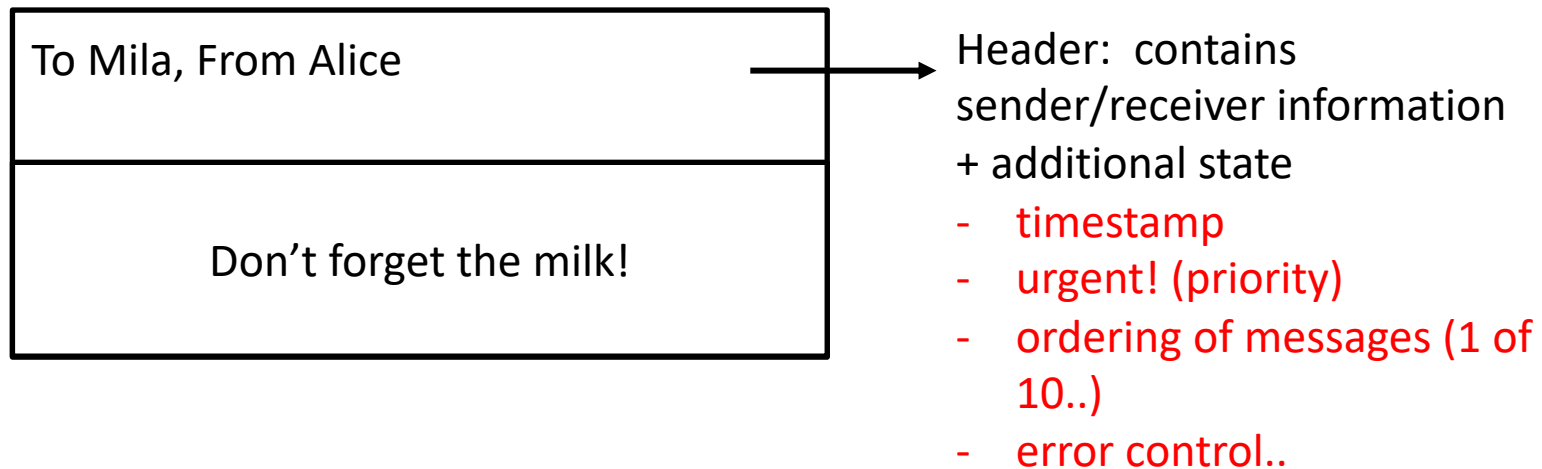 To Mila, From Alice
Don’t forget the milk!
Header: contains
sender/receiver information
+ additional state
- timestamp
- urgent! (priority)
- ordering of messages (1 of
10..)
- error control..